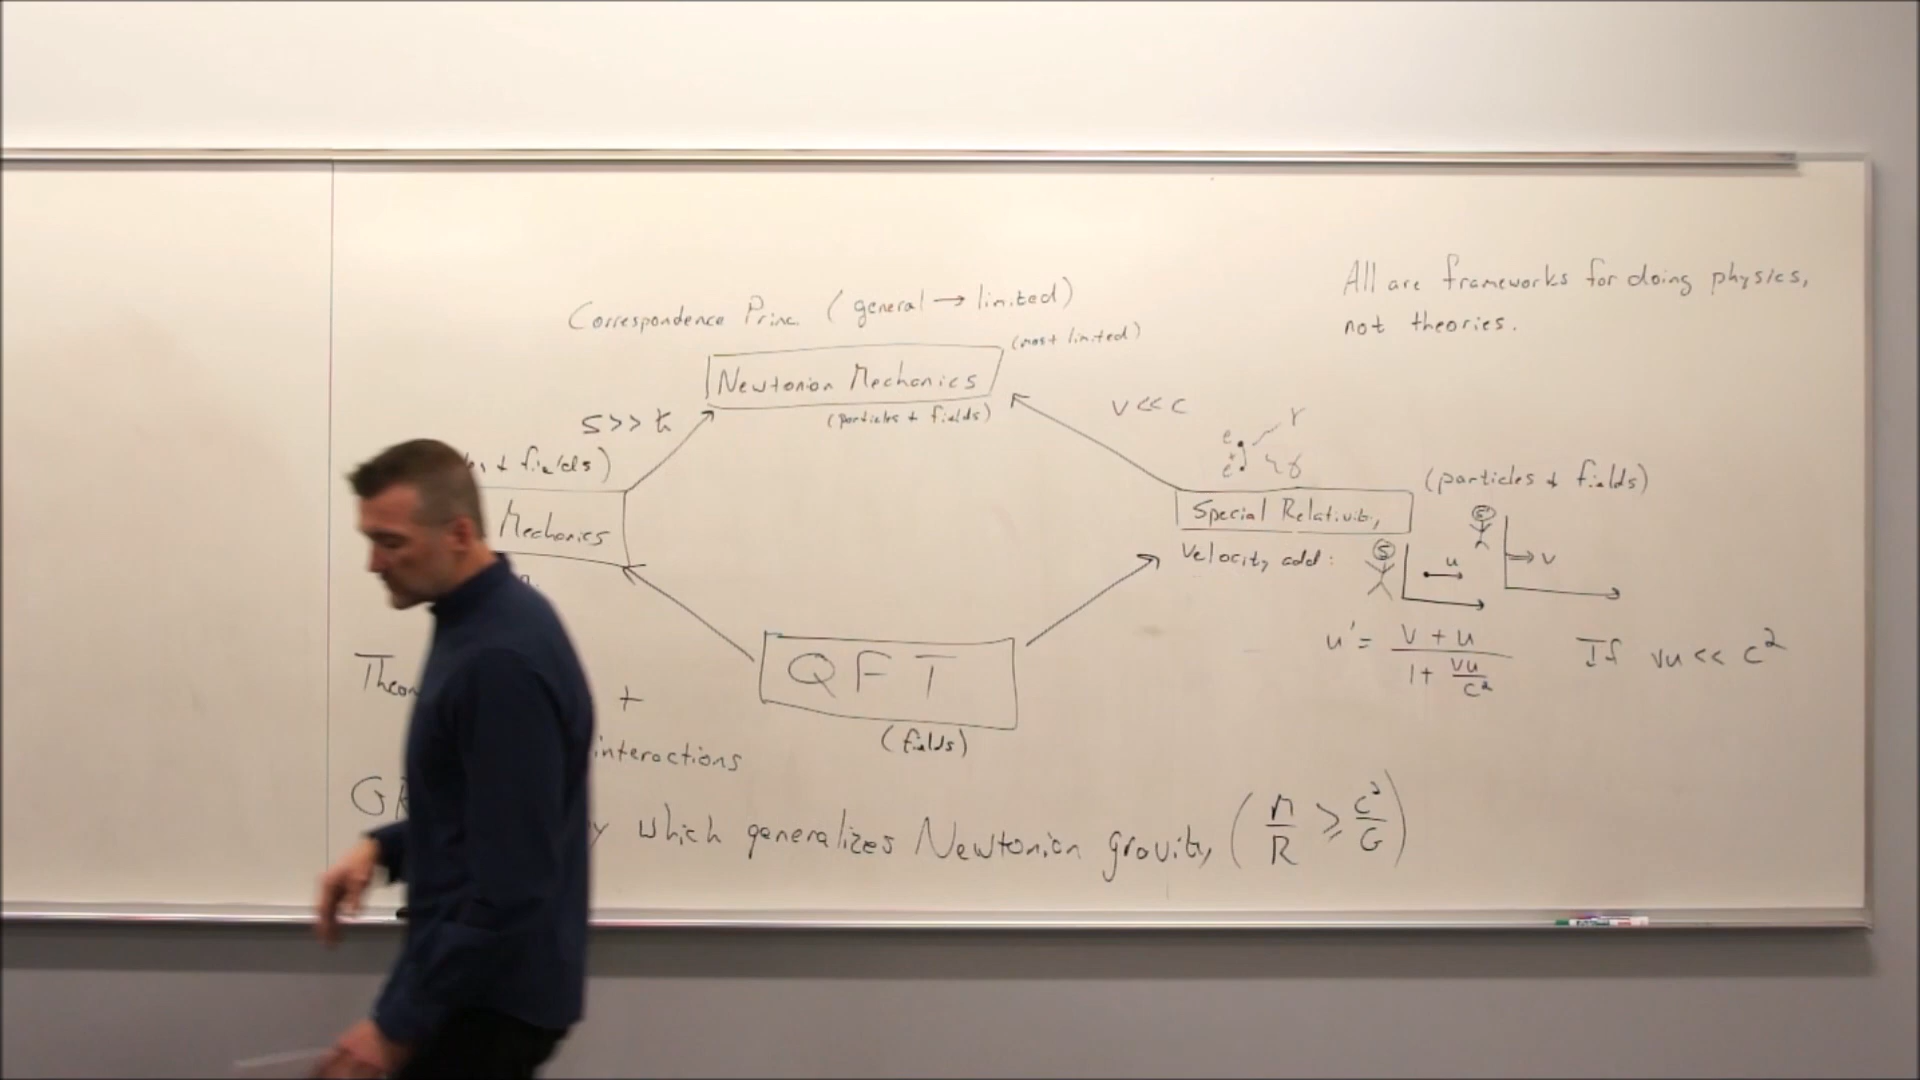 All are frameworks for doing physics,
not theories.
Correspondence Princ. (general → limited)
(most limited)
Newtonian Mechanics
(particles + fields)
S >> ħ
v << c
+ fields)
Mechanics
e
γ
e
γ
(particles + fields)
Special Relativity
Velocity add:
u
v
u' = (v + u) / (1 + vu/c²)
If vu << c²
QFT
(fields)
+
interactions
which generalizes Newtonian gravity (M/R ≥ c²/G)